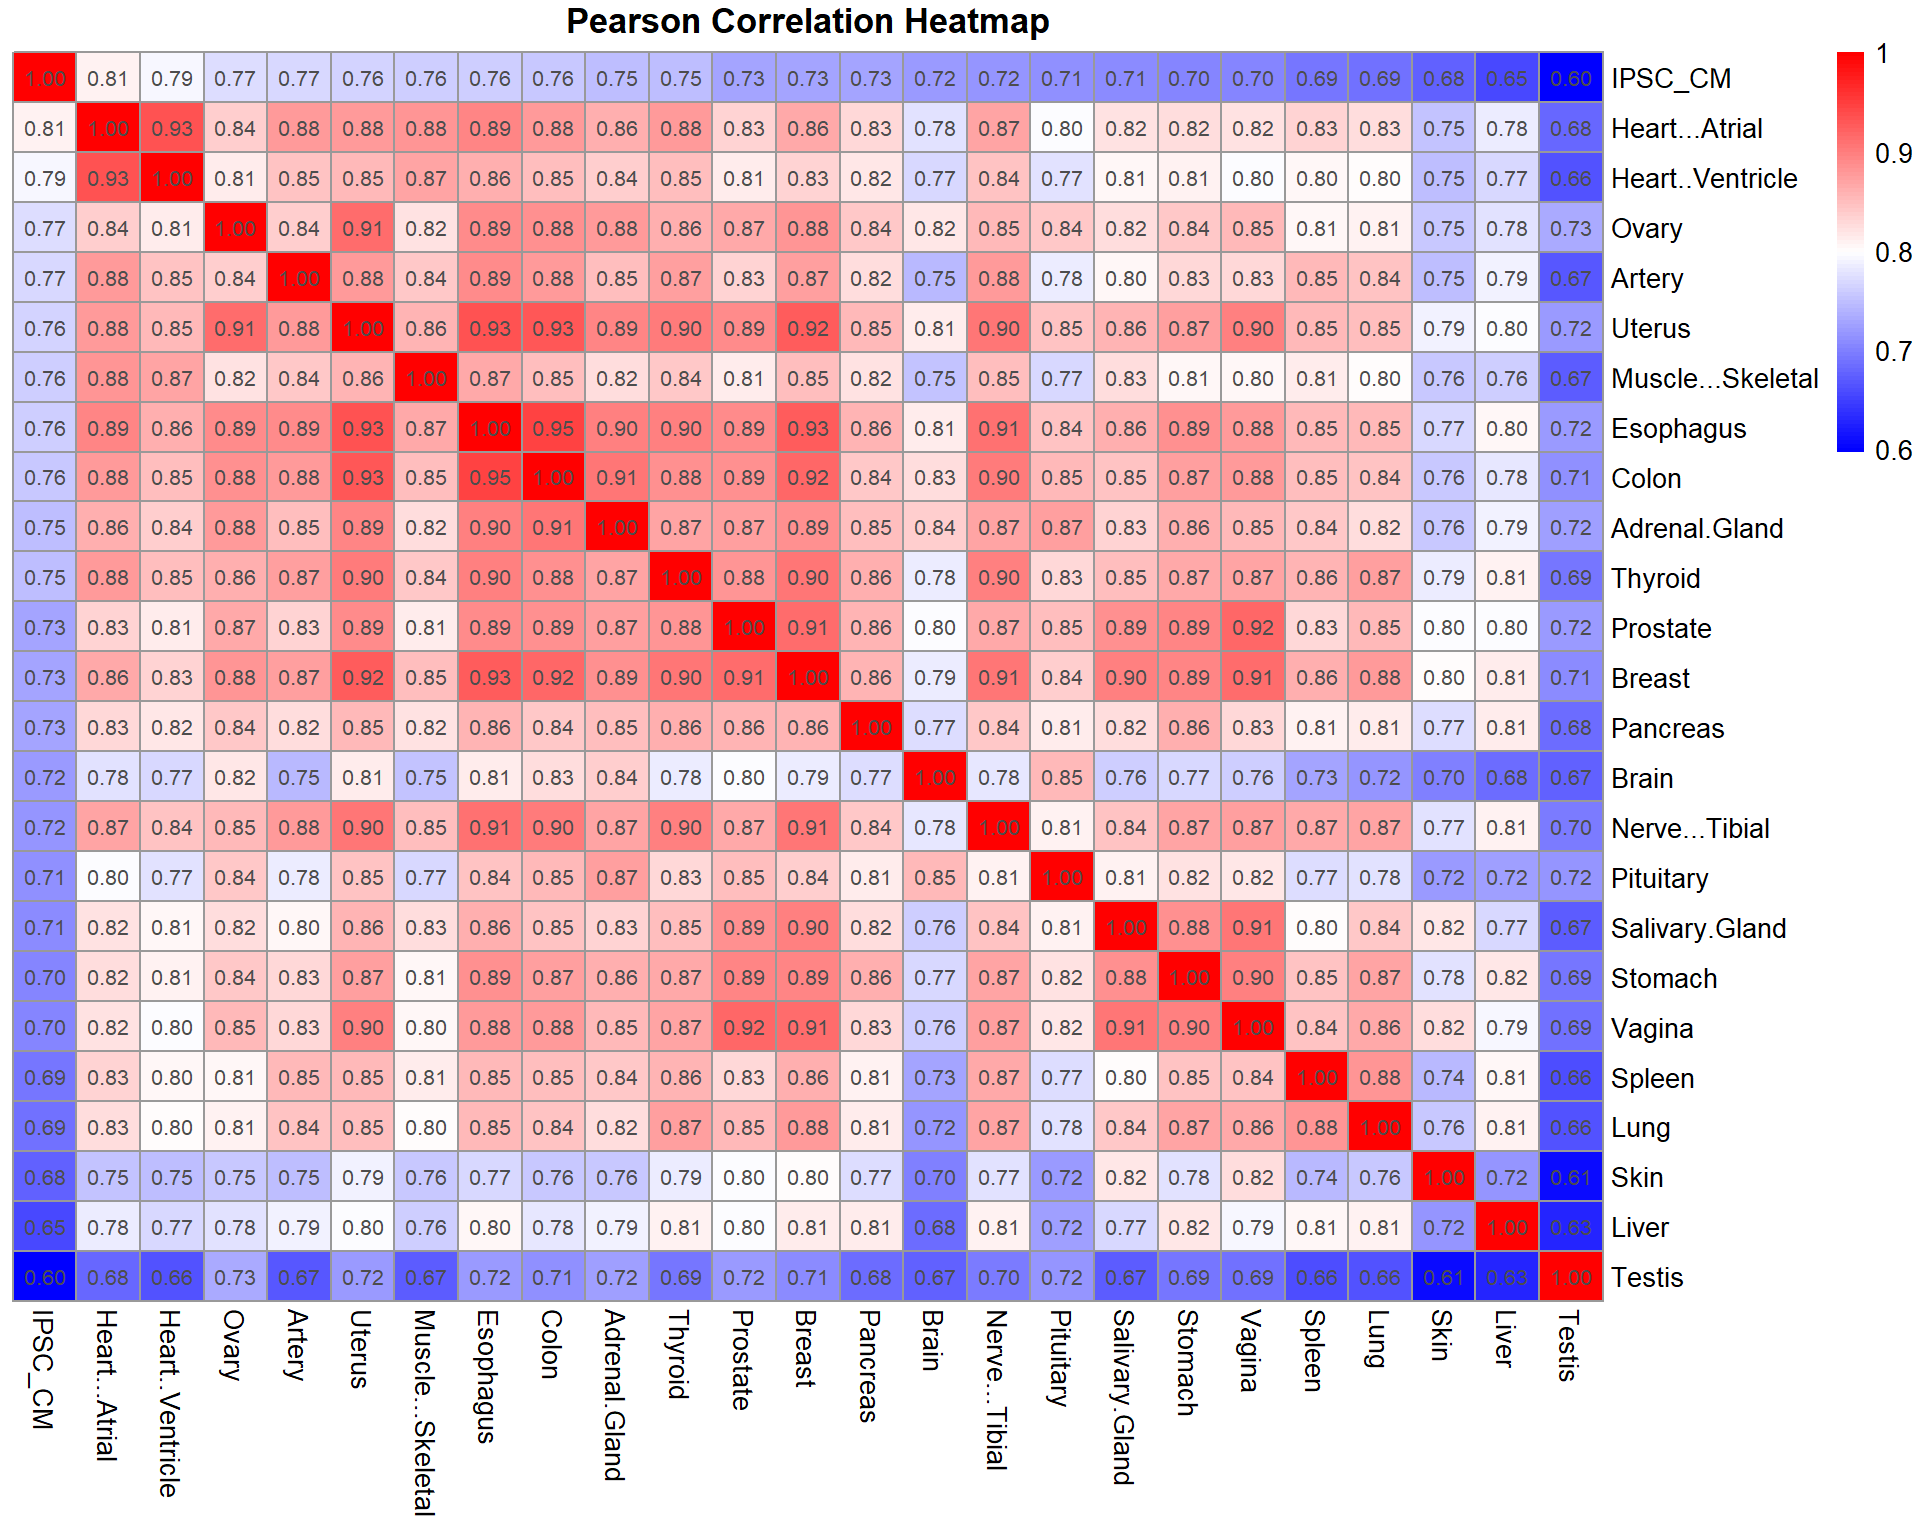 Pearson Correlation Heatmap
1.00 0.81 0.79 0.77 0.77 0.76 0.76 0.76 0.76 0.75 0.75 0.73 0.73 0.73 0.72 0.72 0.71 0.71 0.70 0.70 0.69 0.69 0.68 0.65 0.60 IPSC_CM
0.81 1.00 0.93 0.84 0.88 0.88 0.88 0.89 0.88 0.86 0.88 0.83 0.86 0.83 0.78 0.87 0.80 0.82 0.82 0.82 0.83 0.83 0.75 0.78 0.68 Heart...Atrial
0.79 0.93 1.00 0.81 0.85 0.85 0.87 0.86 0.85 0.84 0.85 0.81 0.83 0.82 0.77 0.84 0.77 0.81 0.81 0.80 0.80 0.80 0.75 0.77 0.66 Heart..Ventricle
0.77 0.84 0.81 1.00 0.84 0.91 0.82 0.89 0.88 0.88 0.86 0.87 0.88 0.84 0.82 0.85 0.84 0.82 0.84 0.85 0.81 0.81 0.75 0.78 0.73 Ovary
0.77 0.88 0.85 0.84 1.00 0.88 0.84 0.89 0.88 0.85 0.87 0.83 0.87 0.82 0.75 0.88 0.78 0.80 0.83 0.83 0.85 0.84 0.75 0.79 0.67 Artery
0.76 0.88 0.85 0.91 0.88 1.00 0.86 0.93 0.93 0.89 0.90 0.89 0.92 0.85 0.81 0.90 0.85 0.86 0.87 0.90 0.85 0.85 0.79 0.80 0.72 Uterus
0.76 0.88 0.87 0.82 0.84 0.86 1.00 0.87 0.85 0.82 0.84 0.81 0.85 0.82 0.75 0.85 0.77 0.83 0.81 0.80 0.81 0.80 0.76 0.76 0.67 Muscle...Skeletal
0.76 0.89 0.86 0.89 0.89 0.93 0.87 1.00 0.95 0.90 0.90 0.89 0.93 0.86 0.81 0.91 0.84 0.86 0.89 0.88 0.85 0.85 0.77 0.80 0.72 Esophagus
0.76 0.88 0.85 0.88 0.88 0.93 0.85 0.95 1.00 0.91 0.88 0.89 0.92 0.84 0.83 0.90 0.85 0.85 0.87 0.88 0.85 0.84 0.76 0.78 0.71 Colon
0.75 0.86 0.84 0.88 0.85 0.89 0.82 0.90 0.91 1.00 0.87 0.87 0.89 0.85 0.84 0.87 0.87 0.83 0.86 0.85 0.84 0.82 0.76 0.79 0.72 Adrenal.Gland
0.75 0.88 0.85 0.86 0.87 0.90 0.84 0.90 0.88 0.87 1.00 0.88 0.90 0.86 0.78 0.90 0.83 0.85 0.87 0.87 0.86 0.87 0.79 0.81 0.69 Thyroid
0.73 0.83 0.81 0.87 0.83 0.89 0.81 0.89 0.89 0.87 0.88 1.00 0.91 0.86 0.80 0.87 0.85 0.89 0.89 0.92 0.83 0.85 0.80 0.80 0.72 Prostate
0.73 0.86 0.83 0.88 0.87 0.92 0.85 0.93 0.92 0.89 0.90 0.91 1.00 0.86 0.79 0.91 0.84 0.90 0.89 0.91 0.86 0.88 0.80 0.81 0.71 Breast
0.73 0.83 0.82 0.84 0.82 0.85 0.82 0.86 0.84 0.85 0.86 0.86 0.86 1.00 0.77 0.84 0.81 0.82 0.86 0.83 0.81 0.81 0.77 0.81 0.68 Pancreas
0.72 0.78 0.77 0.82 0.75 0.81 0.75 0.81 0.83 0.84 0.78 0.80 0.79 0.77 1.00 0.78 0.85 0.76 0.77 0.76 0.73 0.72 0.70 0.68 0.67 Brain
0.72 0.87 0.84 0.85 0.88 0.90 0.85 0.91 0.90 0.87 0.90 0.87 0.91 0.84 0.78 1.00 0.81 0.84 0.87 0.87 0.87 0.87 0.77 0.81 0.70 Nerve...Tibial
0.71 0.80 0.77 0.84 0.78 0.85 0.77 0.84 0.85 0.87 0.83 0.85 0.84 0.81 0.85 0.81 1.00 0.81 0.82 0.82 0.77 0.78 0.72 0.72 0.72 Pituitary
0.71 0.82 0.81 0.82 0.80 0.86 0.83 0.86 0.85 0.83 0.85 0.89 0.90 0.82 0.76 0.84 0.81 1.00 0.88 0.91 0.80 0.84 0.82 0.77 0.67 Salivary.Gland
0.70 0.82 0.81 0.84 0.83 0.87 0.81 0.89 0.87 0.86 0.87 0.89 0.89 0.86 0.77 0.87 0.82 0.88 1.00 0.90 0.85 0.87 0.78 0.82 0.69 Stomach
0.70 0.82 0.80 0.85 0.83 0.90 0.80 0.88 0.88 0.85 0.87 0.92 0.91 0.83 0.76 0.87 0.82 0.91 0.90 1.00 0.84 0.86 0.82 0.79 0.69 Vagina
0.69 0.83 0.80 0.81 0.85 0.85 0.81 0.85 0.85 0.84 0.86 0.83 0.86 0.81 0.73 0.87 0.77 0.80 0.85 0.84 1.00 0.88 0.74 0.81 0.66 Spleen
0.69 0.83 0.80 0.81 0.84 0.85 0.80 0.85 0.84 0.82 0.87 0.85 0.88 0.81 0.72 0.87 0.78 0.84 0.87 0.86 0.88 1.00 0.76 0.81 0.66 Lung
0.68 0.75 0.75 0.75 0.75 0.79 0.76 0.77 0.76 0.76 0.79 0.80 0.80 0.77 0.70 0.77 0.72 0.82 0.78 0.82 0.74 0.76 1.00 0.72 0.61 Skin
0.65 0.78 0.77 0.78 0.79 0.80 0.76 0.80 0.78 0.79 0.81 0.80 0.81 0.81 0.68 0.81 0.72 0.77 0.82 0.79 0.81 0.81 0.72 1.00 0.63 Liver
0.60 0.68 0.66 0.73 0.67 0.72 0.67 0.72 0.71 0.72 0.69 0.72 0.71 0.68 0.67 0.70 0.72 0.67 0.69 0.69 0.66 0.66 0.61 0.63 1.00 Testis
IPSC_CM
Heart...Atrial
Heart..Ventricle
Ovary
Artery
Uterus
Muscle...Skeletal
Esophagus
Colon
Adrenal.Gland
Thyroid
Prostate
Breast
Pancreas
Brain
Nerve...Tibial
Pituitary
Salivary.Gland
Stomach
Vagina
Spleen
Lung
Skin
Liver
Testis
1
0.9
0.8
0.7
0.6